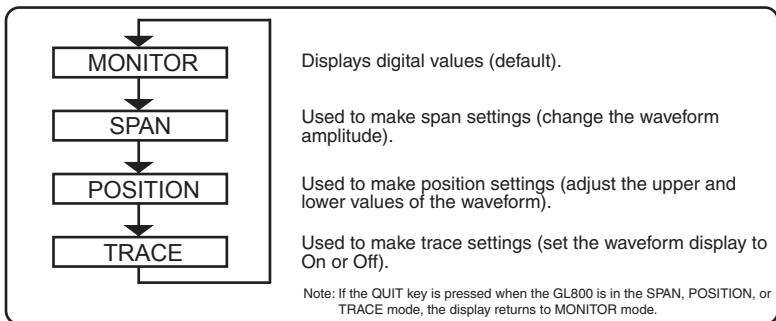 MONITOR
Displays digital values (default).
SPAN
Used to make span settings (change the waveform
amplitude).
POSITION
Used to make position settings (adjust the upper and
lower values of the waveform).
TRACE
Used to make trace settings (set the waveform display to
On or Off).
Note: If the QUIT key is pressed when the GL800 is in the SPAN, POSITION, or
TRACE mode, the display returns to MONITOR mode.